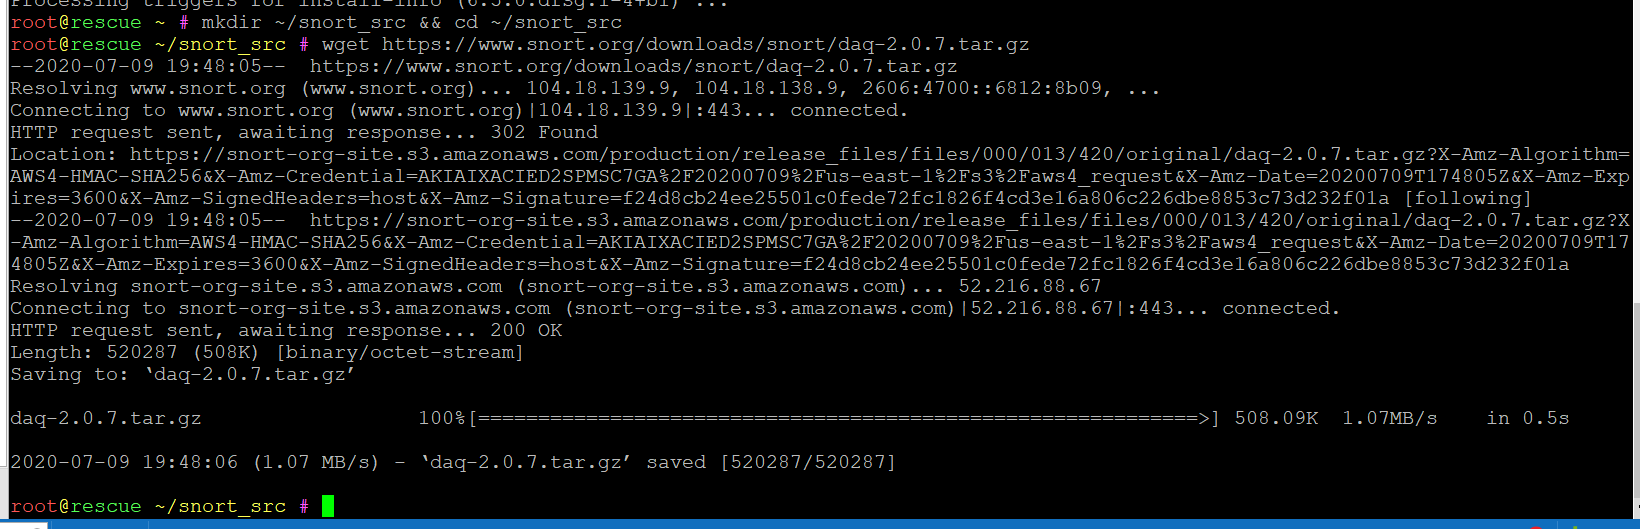 Processing triggers for install-info (6.5.0.dfsg.1-4+b1) ...
root@rescue ~ # mkdir ~/snort_src && cd ~/snort_src
root@rescue ~/snort_src # wget https://www.snort.org/downloads/snort/daq-2.0.7.tar.gz
--2020-07-09 19:48:05--  https://www.snort.org/downloads/snort/daq-2.0.7.tar.gz
Resolving www.snort.org (www.snort.org)... 104.18.139.9, 104.18.138.9, 2606:4700::6812:8b09, ...
Connecting to www.snort.org (www.snort.org)|104.18.139.9|:443... connected.
HTTP request sent, awaiting response... 302 Found
Location: https://snort-org-site.s3.amazonaws.com/production/release_files/files/000/013/420/original/daq-2.0.7.tar.gz?X-Amz-Algorithm=
AWS4-HMAC-SHA256&X-Amz-Credential=AKIAIXACIED2SPMSC7GA%2F20200709%2Fus-east-1%2Fs3%2Faws4_request&X-Amz-Date=20200709T174805Z&X-Amz-Exp
ires=3600&X-Amz-SignedHeaders=host&X-Amz-Signature=f24d8cb24ee25501c0fede72fc1826f4cd3e16a806c226dbe8853c73d232f01a [following]
--2020-07-09 19:48:05--  https://snort-org-site.s3.amazonaws.com/production/release_files/files/000/013/420/original/daq-2.0.7.tar.gz?X
-Amz-Algorithm=AWS4-HMAC-SHA256&X-Amz-Credential=AKIAIXACIED2SPMSC7GA%2F20200709%2Fus-east-1%2Fs3%2Faws4_request&X-Amz-Date=20200709T17
4805Z&X-Amz-Expires=3600&X-Amz-SignedHeaders=host&X-Amz-Signature=f24d8cb24ee25501c0fede72fc1826f4cd3e16a806c226dbe8853c73d232f01a
Resolving snort-org-site.s3.amazonaws.com (snort-org-site.s3.amazonaws.com)... 52.216.88.67
Connecting to snort-org-site.s3.amazonaws.com (snort-org-site.s3.amazonaws.com)|52.216.88.67|:443... connected.
HTTP request sent, awaiting response... 200 OK
Length: 520287 (508K) [binary/octet-stream]
Saving to: ‘daq-2.0.7.tar.gz’
daq-2.0.7.tar.gz                  100%[============================================================>] 508.09K  1.07MB/s    in 0.5s
2020-07-09 19:48:06 (1.07 MB/s) - ‘daq-2.0.7.tar.gz’ saved [520287/520287]
root@rescue ~/snort_src #